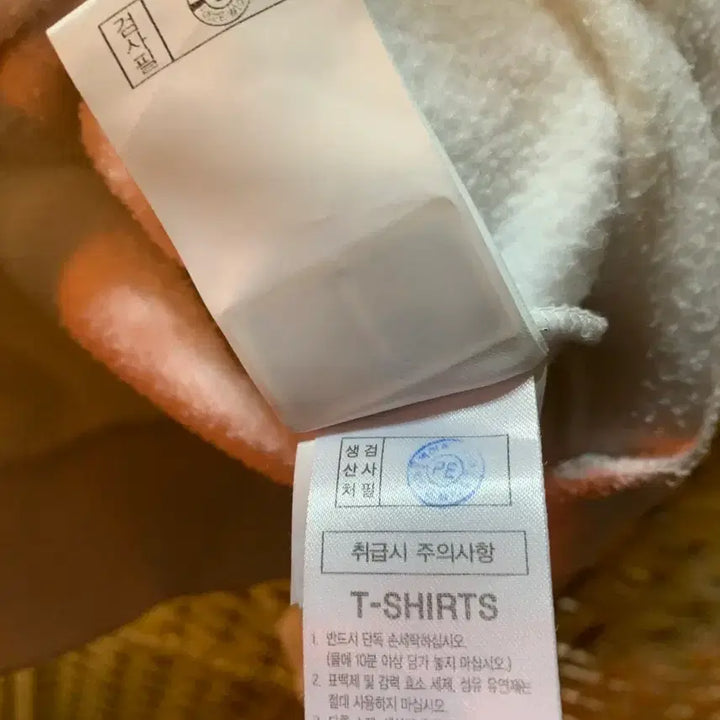 검사필
생산처 검사필
PE
취급시 주의사항
T-SHIRTS
1. 반드시 단독 손세탁하십시오.
(물에 10분 이상 담가 놓지 마십시오.)
2. 표백제 및 강력 효소 세제, 섬유 유연제는
절대 사용하지 마십시오